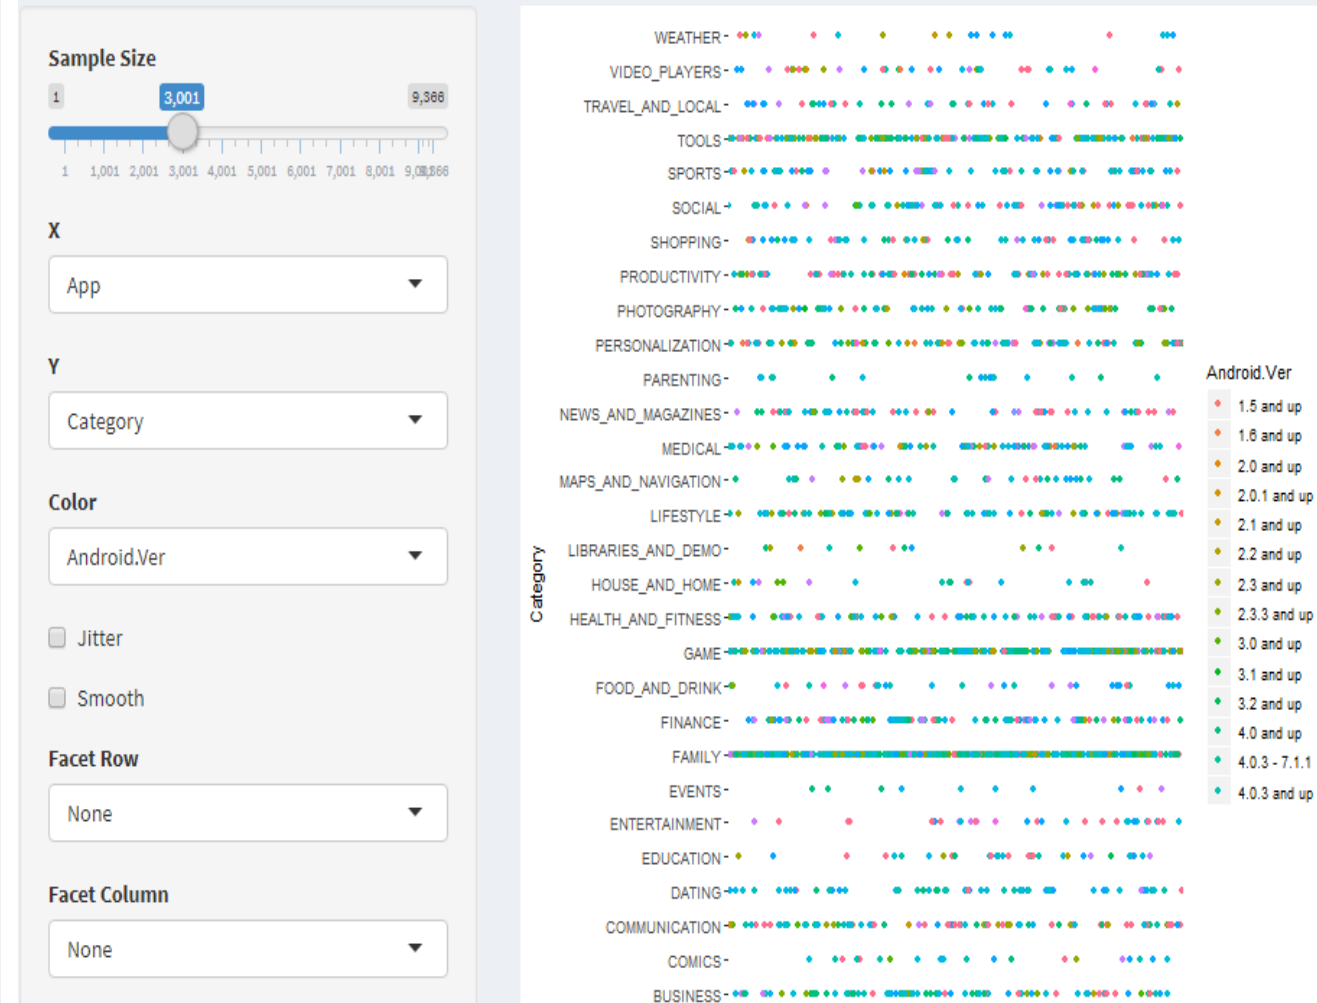 Sample Size
1
3,001
9,366
1 1,001 2,001 3,001 4,001 5,001 6,001 7,001 8,001
X
App
Y
Category
Color
Android.Ver
Jitter
Smooth
Facet Row
None
Facet Column
None
Category
WEATHER
VIDEO_PLAYERS
TRAVEL_AND_LOCAL
TOOLS
SPORTS
SOCIAL
SHOPPING
PRODUCTIVITY
PHOTOGRAPHY
PERSONALIZATION
PARENTING
NEWS_AND_MAGAZINES
MEDICAL
MAPS_AND_NAVIGATION
LIFESTYLE
LIBRARIES_AND_DEMO
HOUSE_AND_HOME
HEALTH_AND_FITNESS
GAME
FOOD_AND_DRINK
FINANCE
FAMILY
EVENTS
ENTERTAINMENT
EDUCATION
DATING
COMMUNICATION
COMICS
BUSINESS
Android.Ver
1.5 and up
1.6 and up
2.0 and up
2.0.1 and up
2.1 and up
2.2 and up
2.3 and up
2.3.3 and up
3.0 and up
3.1 and up
3.2 and up
4.0 and up
4.0.3 - 7.1.1
4.0.3 and up